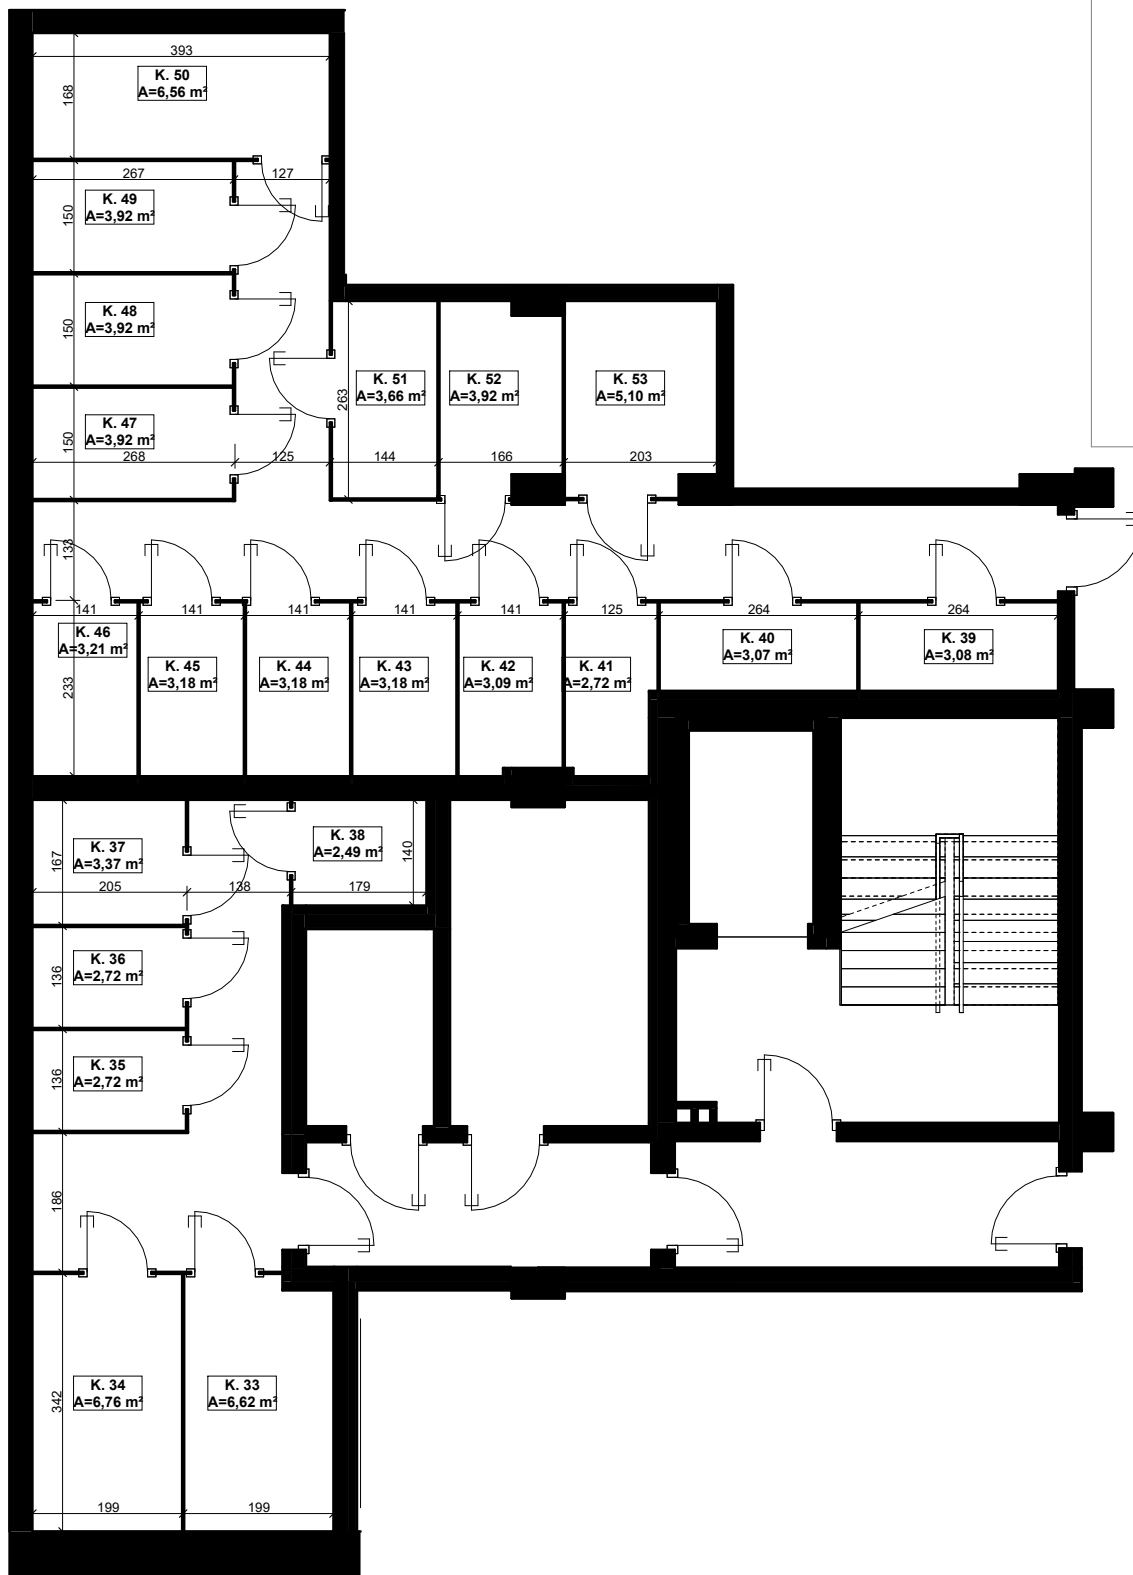 393
K. 50
A=6,56 m²
168
267
127
K. 49
A=3,92 m²
150
K. 48
A=3,92 m²
150
K. 51
A=3,66 m²
K. 52
A=3,92 m²
K. 53
A=5,10 m²
263
K. 47
A=3,92 m²
150
268
125
144
166
203
133
141
141
141
141
141
125
264
264
K. 46
A=3,21 m²
K. 45
A=3,18 m²
K. 44
A=3,18 m²
K. 43
A=3,18 m²
K. 42
A=3,09 m²
K. 41
A=2,72 m²
K. 40
A=3,07 m²
K. 39
A=3,08 m²
233
K. 37
A=3,37 m²
K. 38
A=2,49 m²
167
140
205
138
179
K. 36
A=2,72 m²
136
K. 35
A=2,72 m²
136
186
K. 34
A=6,76 m²
K. 33
A=6,62 m²
342
199
199